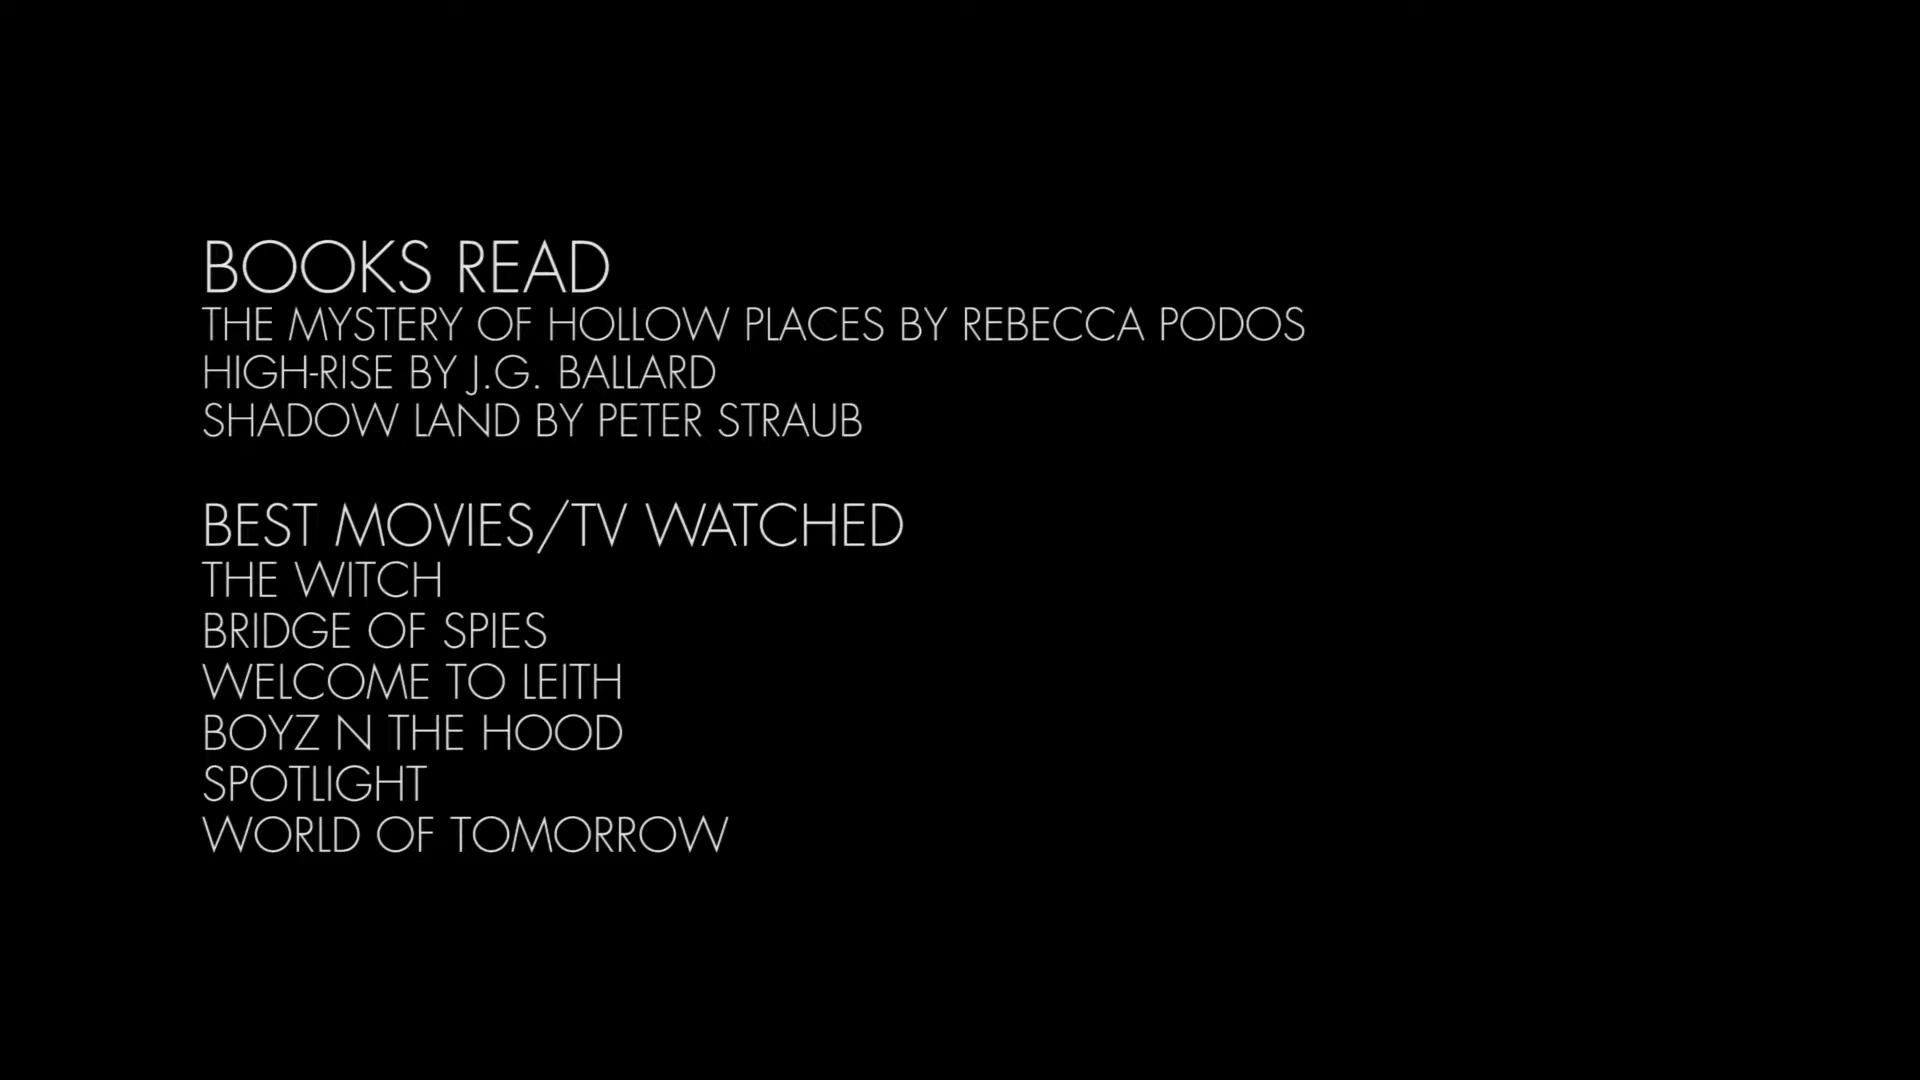 BOOKS READ
THE MYSTERY OF HOLLOW PLACES BY REBECCA PODOS
HIGH-RISE BY J.G. BALLARD
SHADOW LAND BY PETER STRAUB
BEST MOVIES/TV WATCHED
THE WITCH
BRIDGE OF SPIES
WELCOME TO LEITH
BOYZ N THE HOOD
SPOTLIGHT
WORLD OF TOMORROW